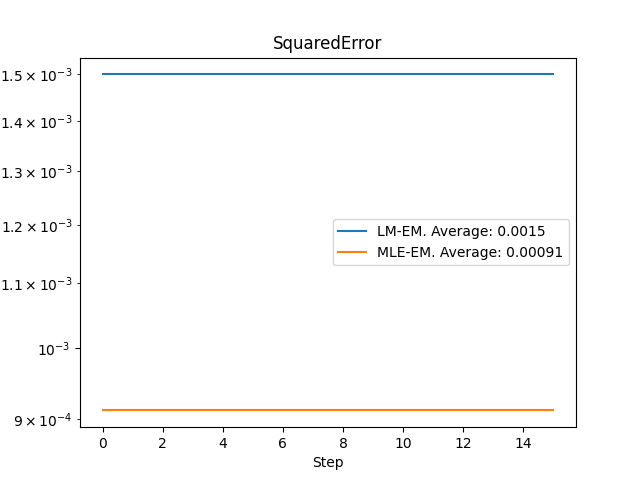 SquaredError
1.5 × 10⁻³
1.4 × 10⁻³
1.3 × 10⁻³
1.2 × 10⁻³
1.1 × 10⁻³
10⁻³
9 × 10⁻⁴
LM-EM. Average: 0.0015
MLE-EM. Average: 0.00091
0 2 4 6 8 10 12 14
Step